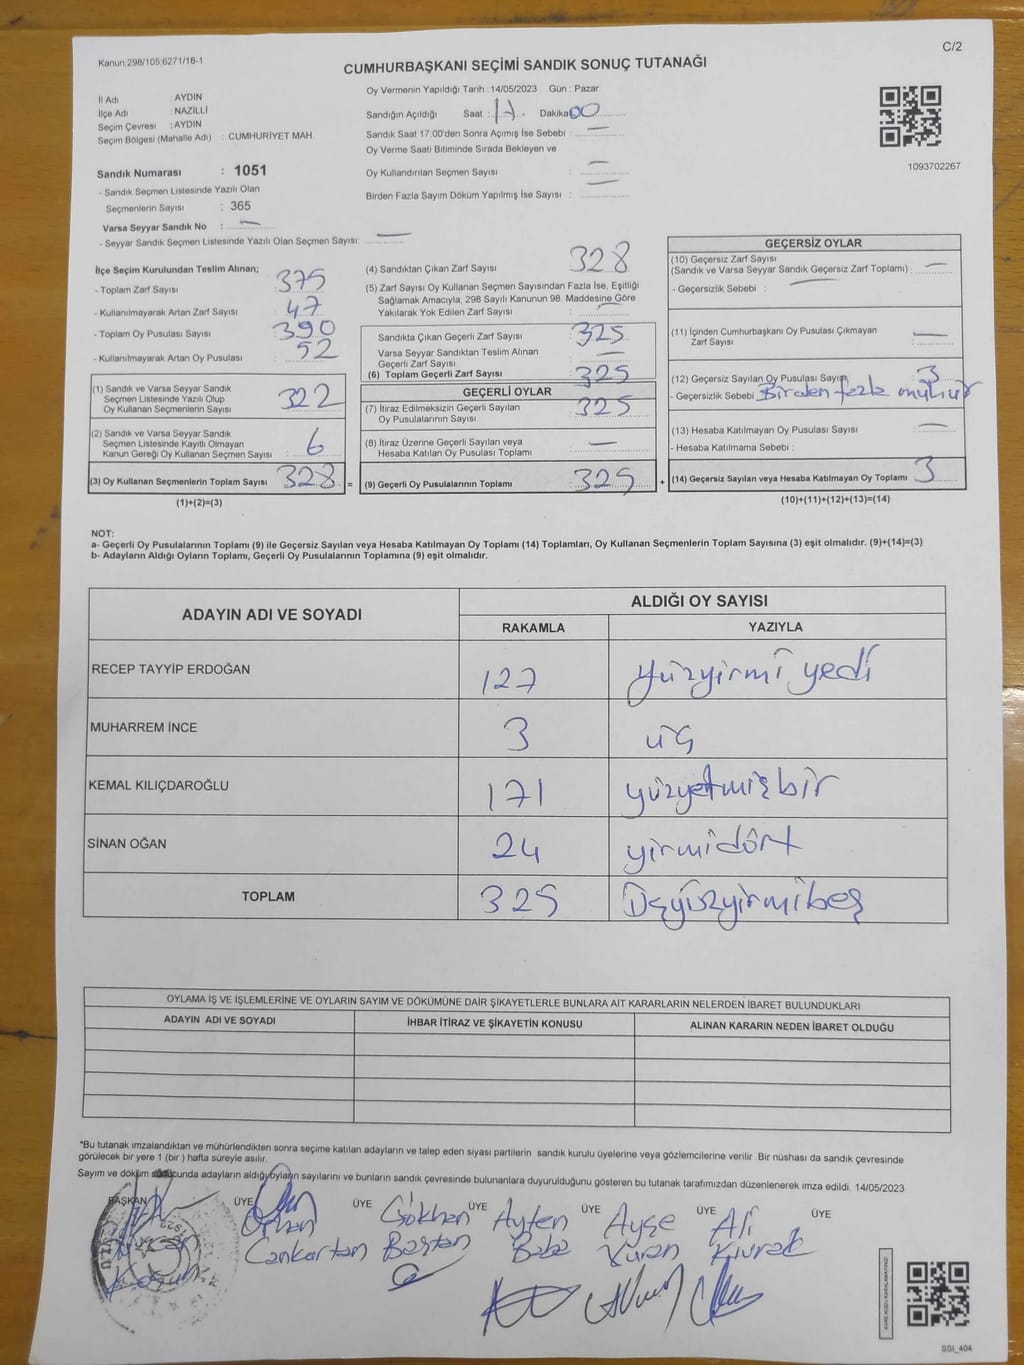 Kanun:298/105,6271/18-1
C/2
CUMHURBAŞKANI SEÇİMİ SANDIK SONUÇ TUTANAĞI
İl Adı : AYDIN
İlçe Adı : NAZİLLİ
Seçim Çevresi : AYDIN
Seçim Bölgesi (Mahalle Adı) : CUMHURİYET MAH.
Sandık Numarası : 1051
- Sandık Seçmen Listesinde Yazılı Olan
Seçmenlerin Sayısı : 365
Varsa Seyyar Sandık No : —
- Seyyar Sandık Seçmen Listesinde Yazılı Olan Seçmen Sayısı: —
Oy Vermenin Yapıldığı Tarih : 14/05/2023 Gün : Pazar
Sandığın Açıldığı Saat : 17 Dakika 00
Sandık Saat 17.00'den Sonra Açımış İse Sebebi : —
Oy Verme Saati Bitiminde Sırada Bekleyen ve
Oy Kullandırılan Seçmen Sayısı : —
Birden Fazla Sayım Döküm Yapılmış İse Sayısı : —
1093702267
İlçe Seçim Kurulundan Teslim Alınan;
- Toplam Zarf Sayısı : 375
- Kullanılmayarak Artan Zarf Sayısı : 47
- Toplam Oy Pusulası Sayısı : 390
- Kullanılmayarak Artan Oy Pusulası : 52
(1) Sandık ve Varsa Seyyar Sandık
Seçmen Listesinde Yazılı Olup
Oy Kullanan Seçmenlerin Sayısı : 322
(2) Sandık ve Varsa Seyyar Sandık
Seçmen Listesinde Kayıtlı Olmayan
Kanun Gereği Oy Kullanan Seçmen Sayısı : 6
(3) Oy Kullanan Seçmenlerin Toplam Sayısı : 328 =
(1)+(2)=(3)
(4) Sandıktan Çıkan Zarf Sayısı : 328
(5) Zarf Sayısı Oy Kullanan Seçmen Sayısından Fazla İse, Eşitliği
Sağlamak Amacıyla, 298 Sayılı Kanunun 98. Maddesine Göre
Yakılarak Yok Edilen Zarf Sayısı : —
Sandıkta Çıkan Geçerli Zarf Sayısı : 325
Varsa Seyyar Sandıktan Teslim Alınan
Geçerli Zarf Sayısı : —
(6) Toplam Geçerli Zarf Sayısı : 325
GEÇERLİ OYLAR
(7) İtiraz Edilmeksizin Geçerli Sayılan
Oy Pusulalarının Sayısı : 325
(8) İtiraz Üzerine Geçerli Sayılan veya
Hesaba Katılan Oy Pusulası Toplamı : —
(9) Geçerli Oy Pusulalarının Toplamı : 325 +
GEÇERSİZ OYLAR
(10) Geçersiz Zarf Sayısı
(Sandık ve Varsa Seyyar Sandık Geçersiz Zarf Toplamı) : —
- Geçersizlik Sebebi : —
(11) İçinden Cumhurbaşkanı Oy Pusulası Çıkmayan
Zarf Sayısı : —
(12) Geçersiz Sayılan Oy Pusulası Sayısı 3
- Geçersizlik Sebebi Birden fazla mühür
(13) Hesaba Katılmayan Oy Pusulası Sayısı : —
- Hesaba Katılmama Sebebi :
(14) Geçersiz Sayılan veya Hesaba Katılmayan Oy Toplamı : 3
(10)+(11)+(12)+(13)=(14)
NOT:
a- Geçerli Oy Pusulalarının Toplamı (9) ile Geçersiz Sayılan veya Hesaba Katılmayan Oy Toplamı (14) Toplamları, Oy Kullanan Seçmenlerin Toplam Sayısına (3) eşit olmalıdır. (9)+(14)=(3)
b- Adayların Aldığı Oyların Toplamı, Geçerli Oy Pusulalarının Toplamına (9) eşit olmalıdır.
ADAYIN ADI VE SOYADI
ALDIĞI OY SAYISI
RAKAMLA YAZIYLA
RECEP TAYYİP ERDOĞAN 127 Yüzyirmi yedi
MUHARREM İNCE 3 üç
KEMAL KILIÇDAROĞLU 171 yüzyetmişbir
SİNAN OĞAN 24 yirmidört
TOPLAM 325 Üçyüzyirmibeş
OYLAMA İŞ VE İŞLEMLERİNE VE OYLARIN SAYIM VE DÖKÜMÜNE DAİR ŞİKAYETLERLE BUNLARA AİT KARARLARIN NELERDEN İBARET BULUNDUKLARI
ADAYIN ADI VE SOYADI İHBAR İTİRAZ VE ŞİKAYETİN KONUSU ALINAN KARARIN NEDEN İBARET OLDUĞU
*Bu tutanak imzalandıktan ve mühürlendikten sonra seçime katılan adayların ve talep eden siyasi partilerin sandık kurulu üyelerine veya gözlemcilerine verilir. Bir nüshası da sandık çevresinde
görülecek bir yere 1 (bir ) hafta süreyle asılır.
Sayım ve döküm sonucunda adayların aldığı oyların sayılarını ve bunların sandık çevresinde bulunanlara duyurulduğunu gösteren bu tutanak tarafımızdan düzenlenerek imza edildi. 14/05/2023
BAŞKAN ÜYE ÜYE ÜYE ÜYE ÜYE ÜYE
Orhan Gökhan Ayten Ayşe Ali
Cankartan Bostan Baba Kıvrak
KARE KODU KARALAMAYINIZ
SSI_404